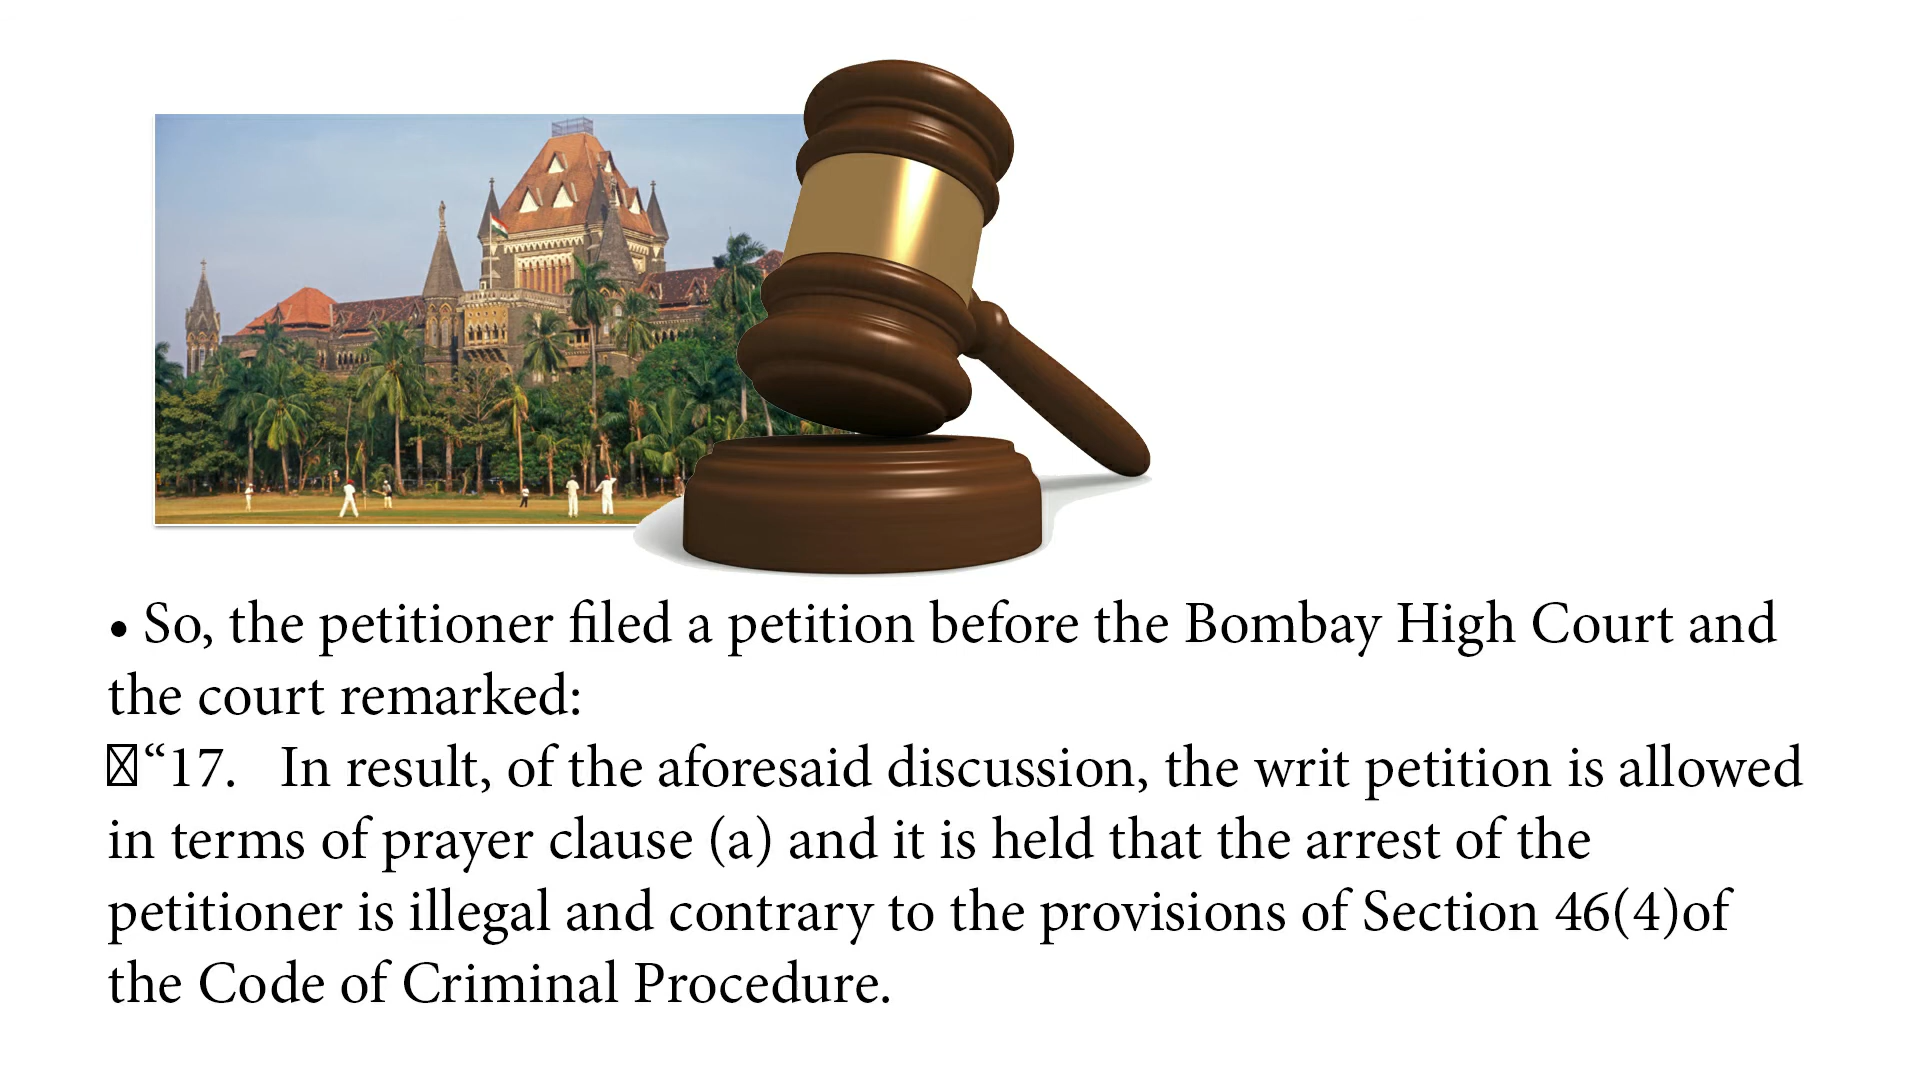 • So, the petitioner filed a petition before the Bombay High Court and
the court remarked:
“17.   In result, of the aforesaid discussion, the writ petition is allowed
in terms of prayer clause (a) and it is held that the arrest of the
petitioner is illegal and contrary to the provisions of Section 46(4)of
the Code of Criminal Procedure.